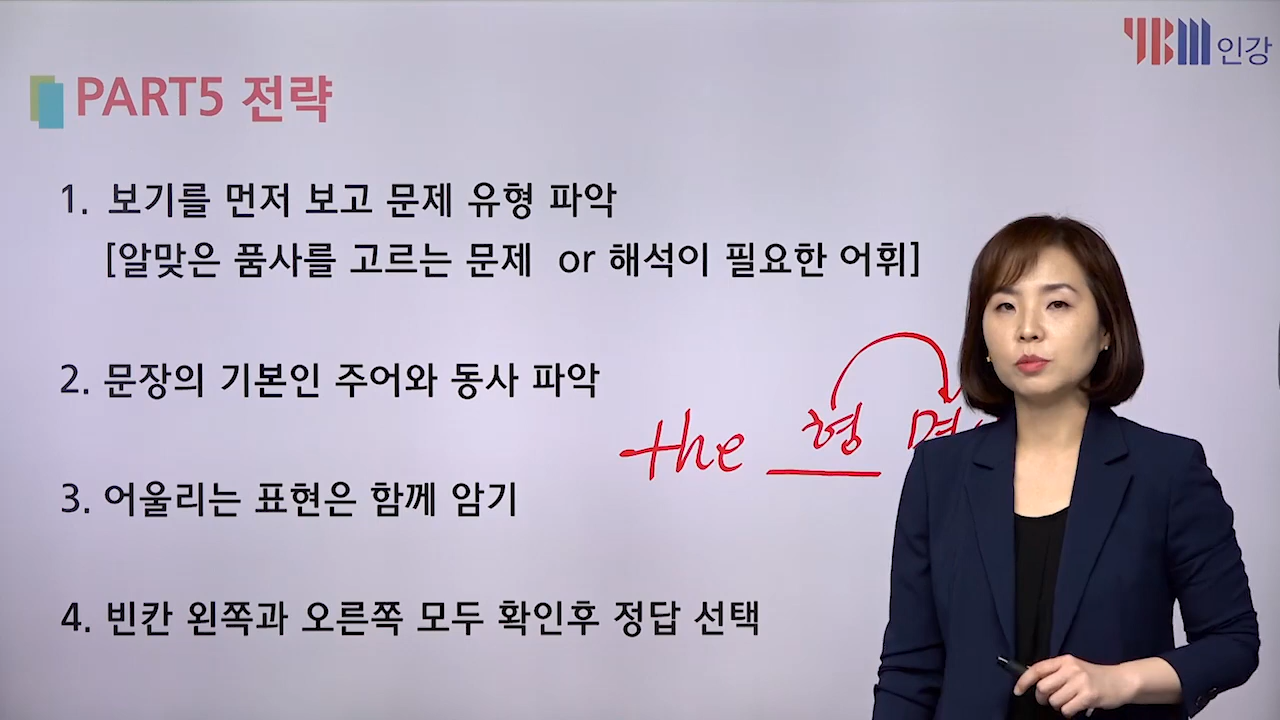 YBM 인강
PART5 전략
1. 보기를 먼저 보고 문제 유형 파악
[알맞은 품사를 고르는 문제 or 해석이 필요한 어휘]
2. 문장의 기본인 주어와 동사 파악
the 형 명
3. 어울리는 표현은 함께 암기
4. 빈칸 왼쪽과 오른쪽 모두 확인후 정답 선택